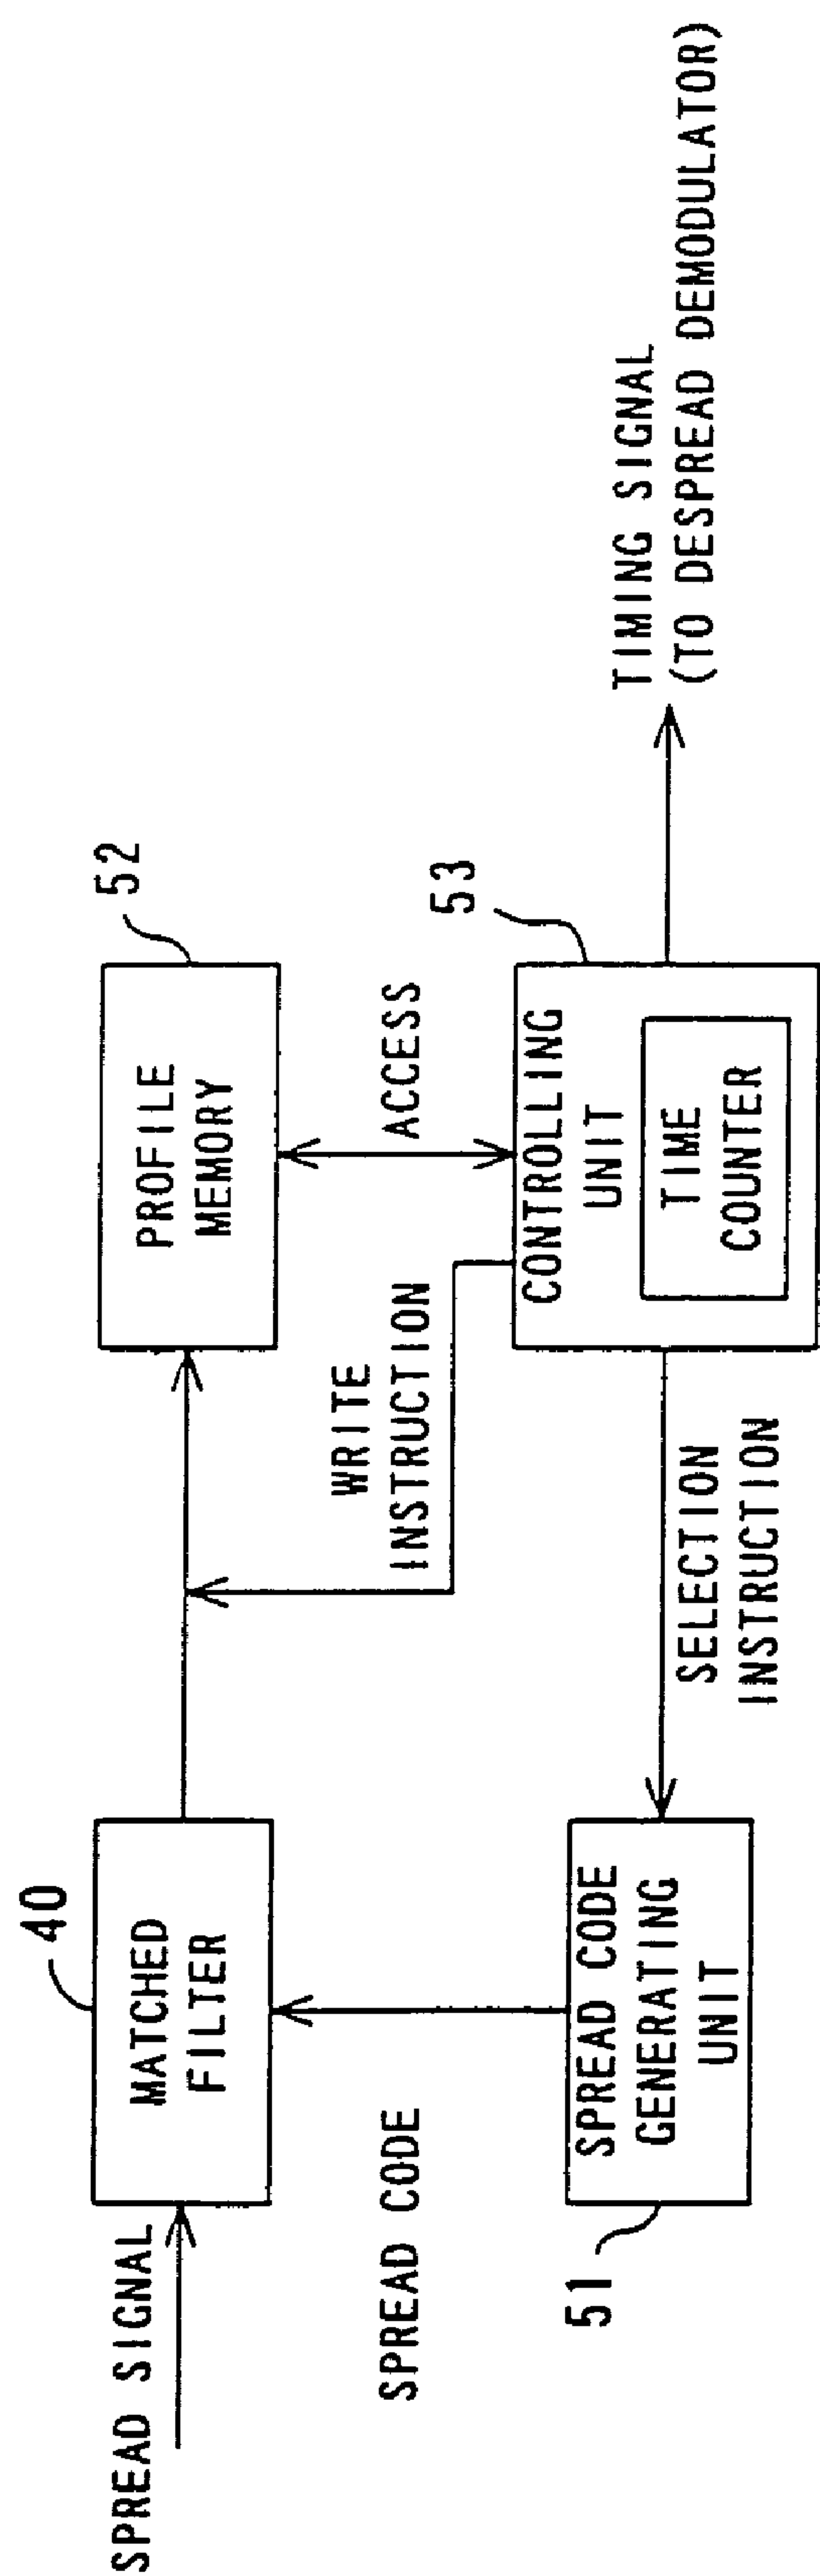 SPREAD SIGNAL
40
MATCHED
FILTER
SPREAD CODE
51
SPREAD CODE
GENERATING
UNIT
WRITE
INSTRUCTION
SELECTION
INSTRUCTION
52
PROFILE
MEMORY
ACCESS
53
CONTROLLING
UNIT
TIME
COUNTER
TIMING SIGNAL
(TO DESPREAD DEMODULATOR)